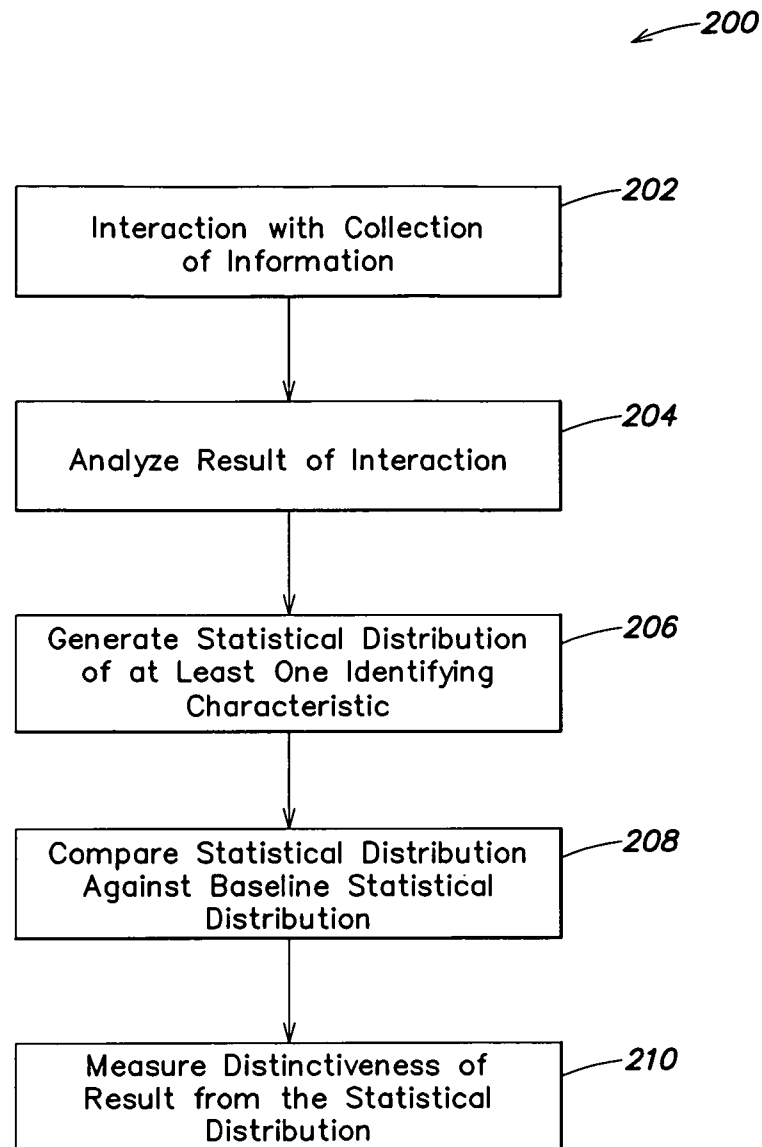 200
202
Interaction with Collection
of Information
204
Analyze Result of Interaction
206
Generate Statistical Distribution
of at Least One Identifying
Characteristic
208
Compare Statistical Distribution
Against Baseline Statistical
Distribution
210
Measure Distinctiveness of
Result from the Statistical
Distribution